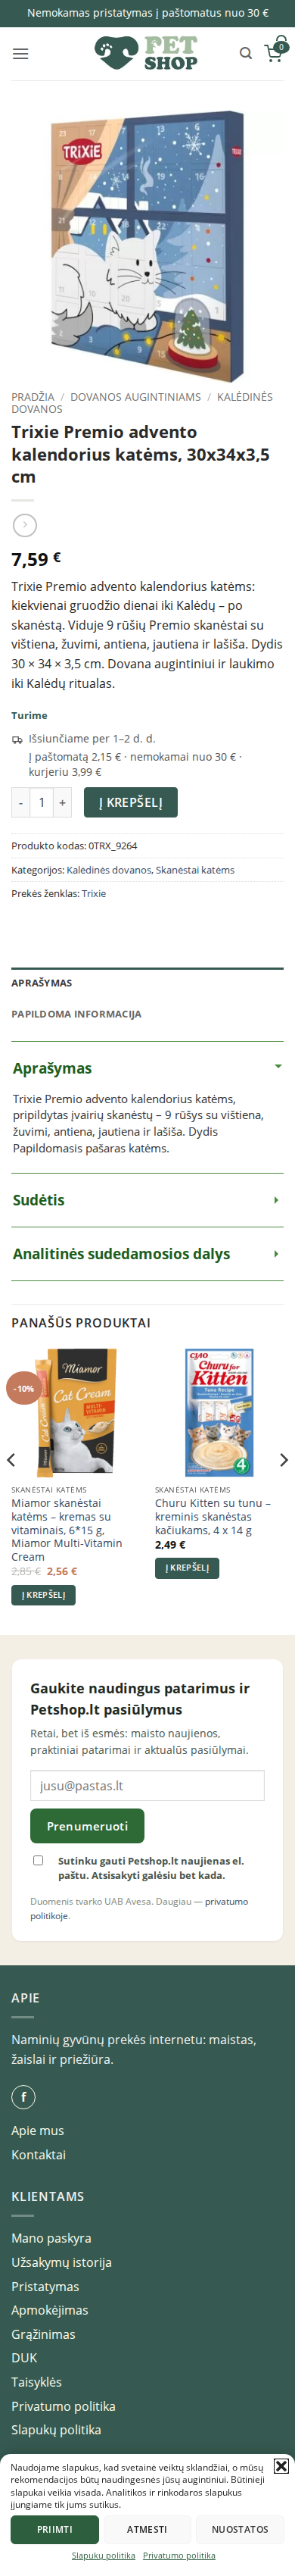 Nemokamas pristatymas į paštomatus nuo 30 €
PET
SHOP
0
TRIXIE
PRADŽIA / DOVANOS AUGINTINIAMS / KALĖDINĖS
DOVANOS
Trixie Premio advento
kalendorius katėms, 30x34x3,5
cm
7,59 €
Trixie Premio advento kalendorius katėms:
kiekvienai gruodžio dienai iki Kalėdų – po
skanėstą. Viduje 9 rūšių Premio skanėstai su
vištiena, žuvimi, antiena, jautiena ir lašiša. Dydis
30 × 34 × 3,5 cm. Dovana augintiniui ir laukimo
iki Kalėdų ritualas.
Turime
Išsiunčiame per 1–2 d. d.
Į paštomatą 2,15 € · nemokamai nuo 30 € ·
kurjeriu 3,99 €
- 1 + Į KREPŠELĮ
Produkto kodas: 0TRX_9264
Kategorijos: Kalėdinės dovanos, Skanėstai katėms
Prekės ženklas: Trixie
APRAŠYMAS
PAPILDOMA INFORMACIJA
Aprašymas
Trixie Premio advento kalendorius katėms,
pripildytas įvairių skanėstų – 9 rūšys su vištiena,
žuvimi, antiena, jautiena ir lašiša. Dydis
Papildomasis pašaras katėms.
Sudėtis
Analitinės sudedamosios dalys
PANAŠŪS PRODUKTAI
-10%
Miamor
Cat
Cream
CIAO
Churu for
Kitten
Tuna Recipe
4
SKANĖSTAI KATĖMS
Miamor skanėstai
katėms – kremas su
vitaminais, 6*15 g,
Miamor Multi-Vitamin
Cream
2,85 € 2,56 €
Į KREPŠELĮ
SKANĖSTAI KATĖMS
Churu Kitten su tunu –
kreminis skanėstas
kačiukams, 4 x 14 g
2,49 €
Į KREPŠELĮ
Gaukite naudingus patarimus ir
Petshop.lt pasiūlymus
Retai, bet iš esmės: maisto naujienos,
praktiniai patarimai ir aktualūs pasiūlymai.
jusu@pastas.lt
Prenumeruoti
Sutinku gauti Petshop.lt naujienas el.
paštu. Atsisakyti galėsiu bet kada.
Duomenis tvarko UAB Avesa. Daugiau — privatumo
politikoje.
APIE
Naminių gyvūnų prekės internetu: maistas,
žaislai ir priežiūra.
f
Apie mus
Kontaktai
KLIENTAMS
Mano paskyra
Užsakymų istorija
Pristatymas
Apmokėjimas
Grąžinimas
DUK
Taisyklės
Privatumo politika
Slapukų politika
Naudojame slapukus, kad svetainė veiktų sklandžiai, o mūsų
rekomendacijos būtų naudingesnės jūsų augintiniui. Būtinieji
slapukai veikia visada. Analitikos ir rinkodaros slapukus
įjungiame tik jums sutikus.
PRIIMTI
ATMESTI
NUOSTATOS
Slapukų politika Privatumo politika